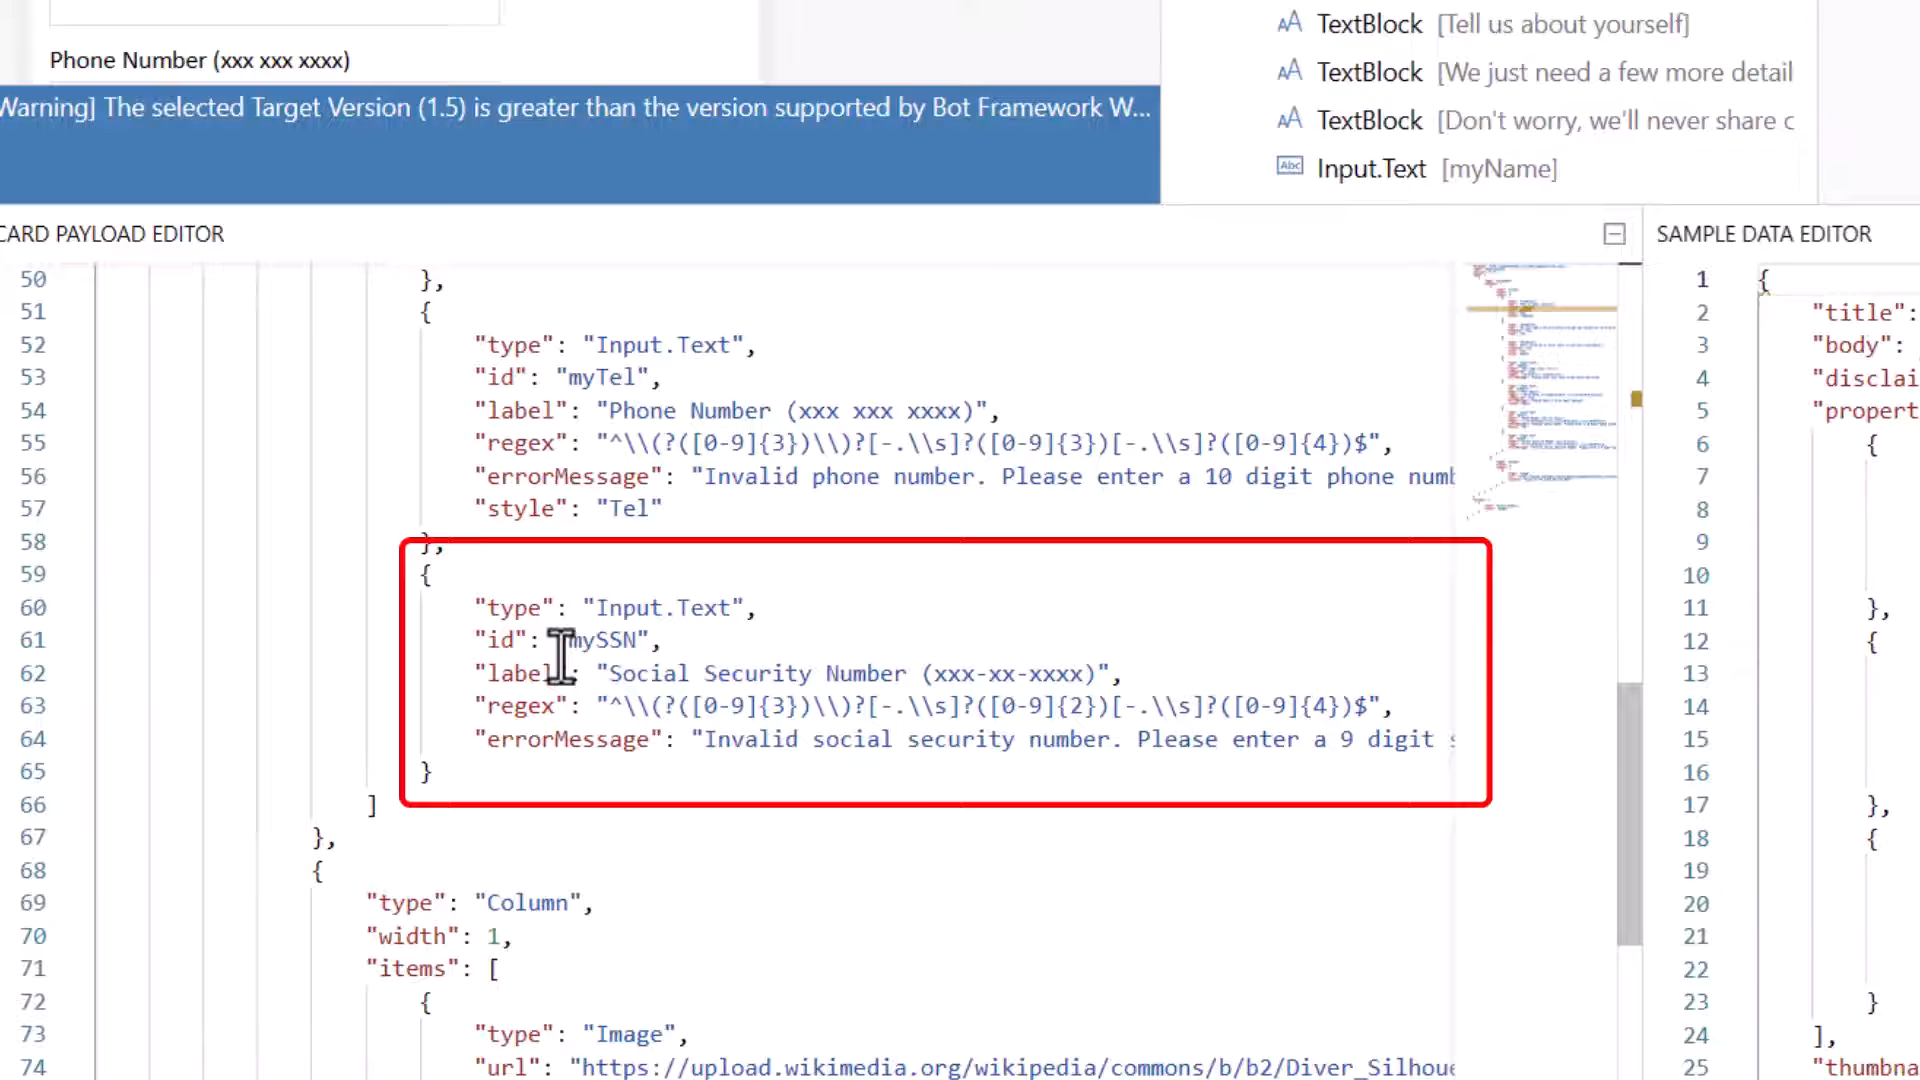 Phone Number (xxx xxx xxxx)
Warning] The selected Target Version (1.5) is greater than the version supported by Bot Framework W...
TextBlock [Tell us about yourself]
TextBlock [We just need a few more detail
TextBlock [Don't worry, we'll never share c
Abc Input.Text [myName]
CARD PAYLOAD EDITOR
50 },
51 {
52 "type": "Input.Text",
53 "id": "myTel",
54 "label": "Phone Number (xxx xxx xxxx)",
55 "regex": "^\\(?([0-9]{3})\\)?[-.\\s]?([0-9]{3})[-.\\s]?([0-9]{4})$",
56 "errorMessage": "Invalid phone number. Please enter a 10 digit phone numb
57 "style": "Tel"
58 },
59 {
60 "type": "Input.Text",
61 "id": "mySSN",
62 "label": "Social Security Number (xxx-xx-xxxx)",
63 "regex": "^\\(?([0-9]{3})\\)?[-.\\s]?([0-9]{2})[-.\\s]?([0-9]{4})$",
64 "errorMessage": "Invalid social security number. Please enter a 9 digit s
65 }
66 ]
67 },
68 {
69 "type": "Column",
70 "width": 1,
71 "items": [
72 {
73 "type": "Image",
74 "url": "https://upload.wikimedia.org/wikipedia/commons/b/b2/Diver_Silhoue
SAMPLE DATA EDITOR
1 {
2 "title":
3 "body":
4 "disclai
5 "propert
6 {
7
8
9
10
11 },
12 {
13
14
15
16
17 },
18 {
19
20
21
22
23 }
24 ],
25 "thumbna